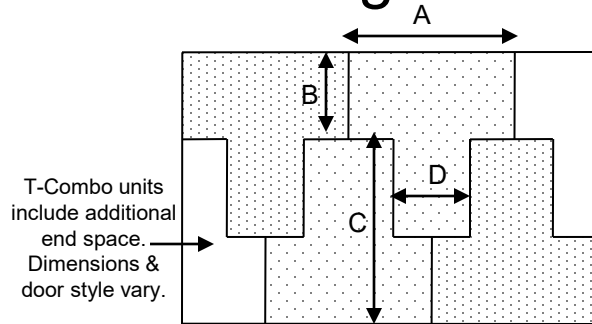 A
B
D
C
T-Combo units
include additional
end space.
Dimensions &
door style vary.